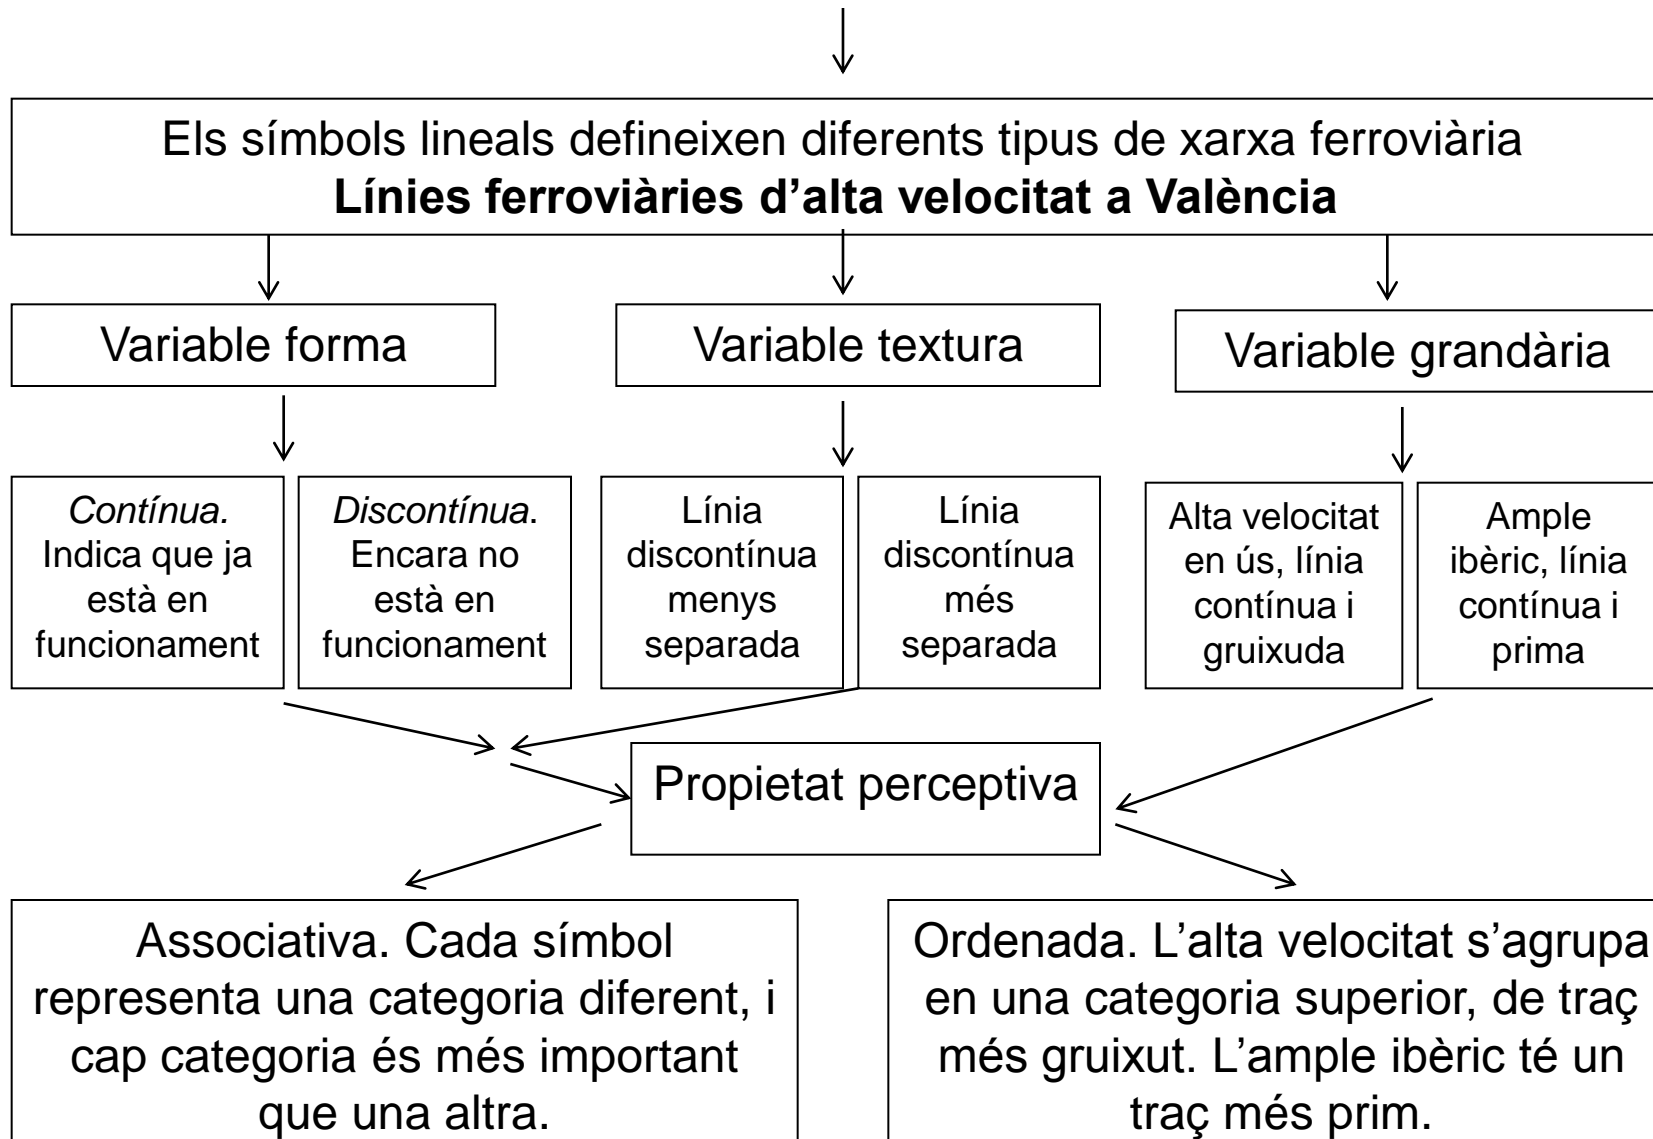 Els símbols lineals defineixen diferents tipus de xarxa ferroviària
Línies ferroviàries d’alta velocitat a València
Variable forma
Variable textura
Variable grandària
Contínua.
Indica que ja
està en
funcionament
Discontínua.
Encara no
està en
funcionament
Línia
discontínua
menys
separada
Línia
discontínua
més
separada
Alta velocitat
en ús, línia
contínua i
gruixuda
Ample
ibèric, línia
contínua i
prima
Propietat perceptiva
Associativa. Cada símbol
representa una categoria diferent, i
cap categoria és més important
que una altra.
Ordenada. L’alta velocitat s’agrupa
en una categoria superior, de traç
més gruixut. L’ample ibèric té un
traç més prim.